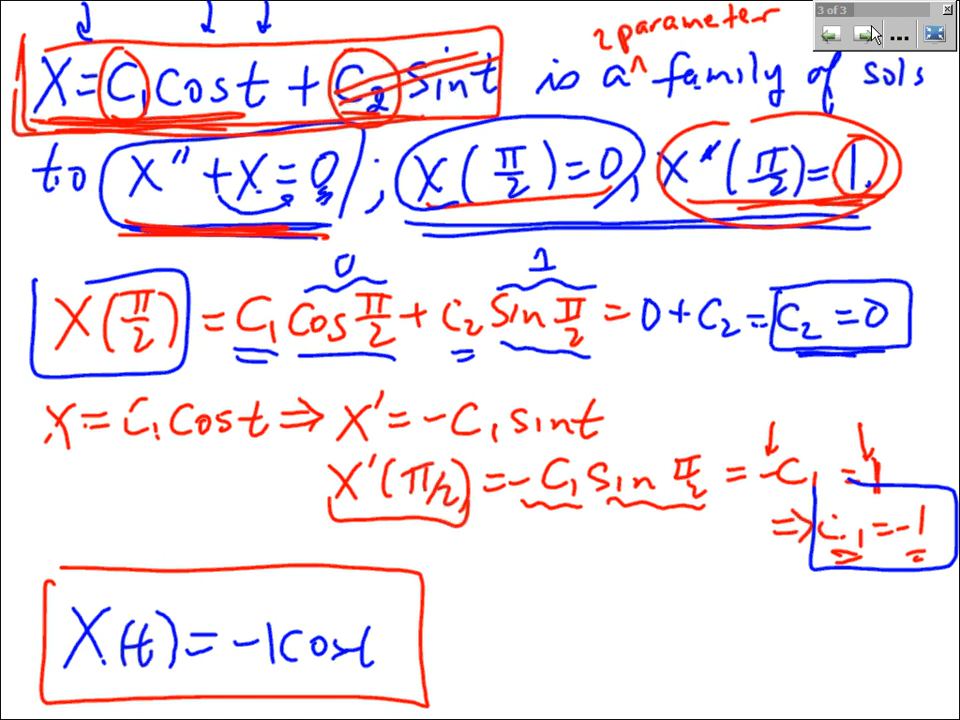 3 of 3
2 parameter
X = C₁ cos t + C₂ sin t is a ^ family of sols
to X'' + X = 0 ; X(π/2) = 0, X'(π/2) = 1.
0 1
X(π/2) = C₁ cos π/2 + C₂ sin π/2 = 0 + C₂ = C₂ = 0
X = C₁ cos t ⇒ X' = -C₁ sin t
X'(π/2) = -C₁ sin π/2 = -C₁ = 1
⇒ C₁ = -1
X(t) = -1 cos t